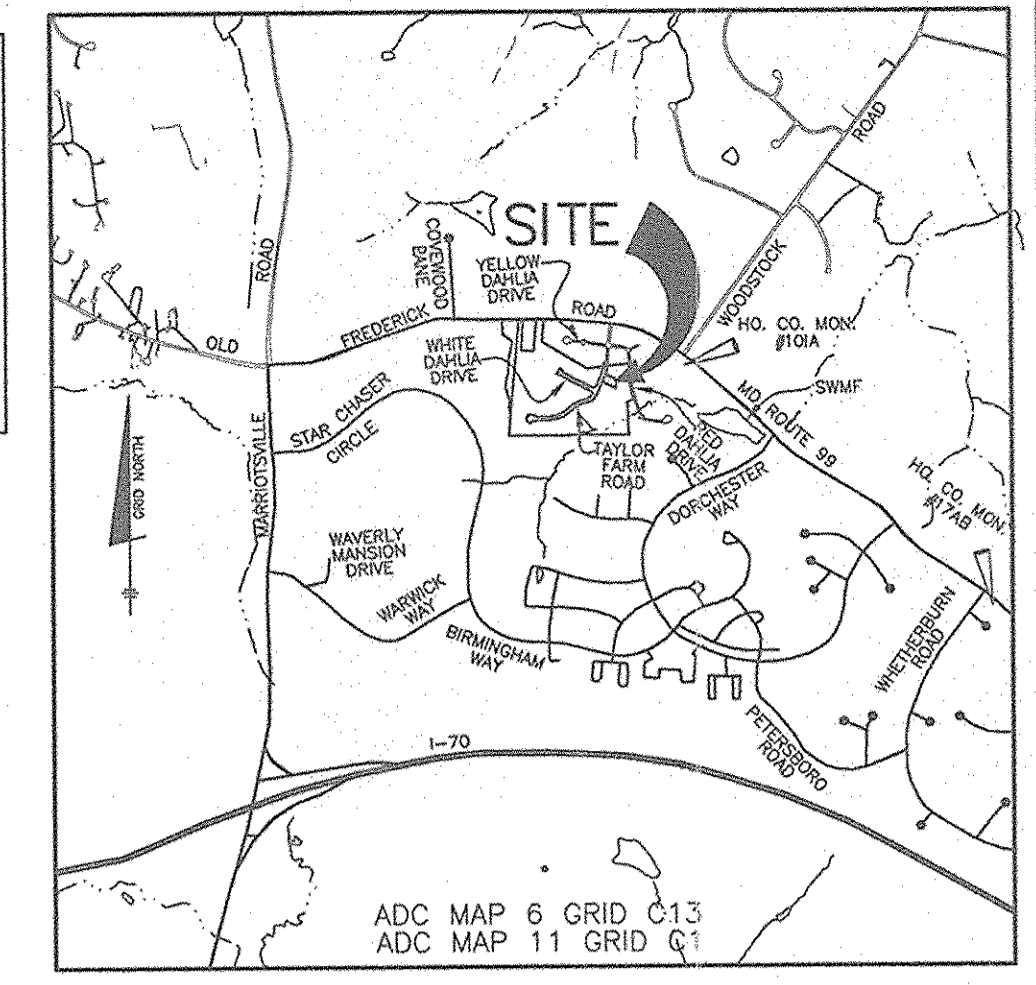 SITE
COVEWOOD
LANE
YELLOW
DAHLIA
DRIVE
ROAD
WOODSTOCK
ROAD
HO. CO. MON.
#101A
OLD
FREDERICK
ROAD
WHITE
DAHLIA
DRIVE
MD. ROUTE 99
SWMF
STAR CHASER
CIRCLE
MARRIOTSVILLE
GRID NORTH
TAYLOR
FARM
ROAD
RED
DAHLIA
DRIVE
DORCHESTER
WAY
HO. CO. MON.
#17AB
WAVERLY
MANSION
DRIVE
WARWICK
WAY
BIRMINGHAM
WAY
WHETHERBURN
ROAD
PETERSBORO
ROAD
I-70
ADC MAP 6 GRID C13
ADC MAP 11 GRID C1